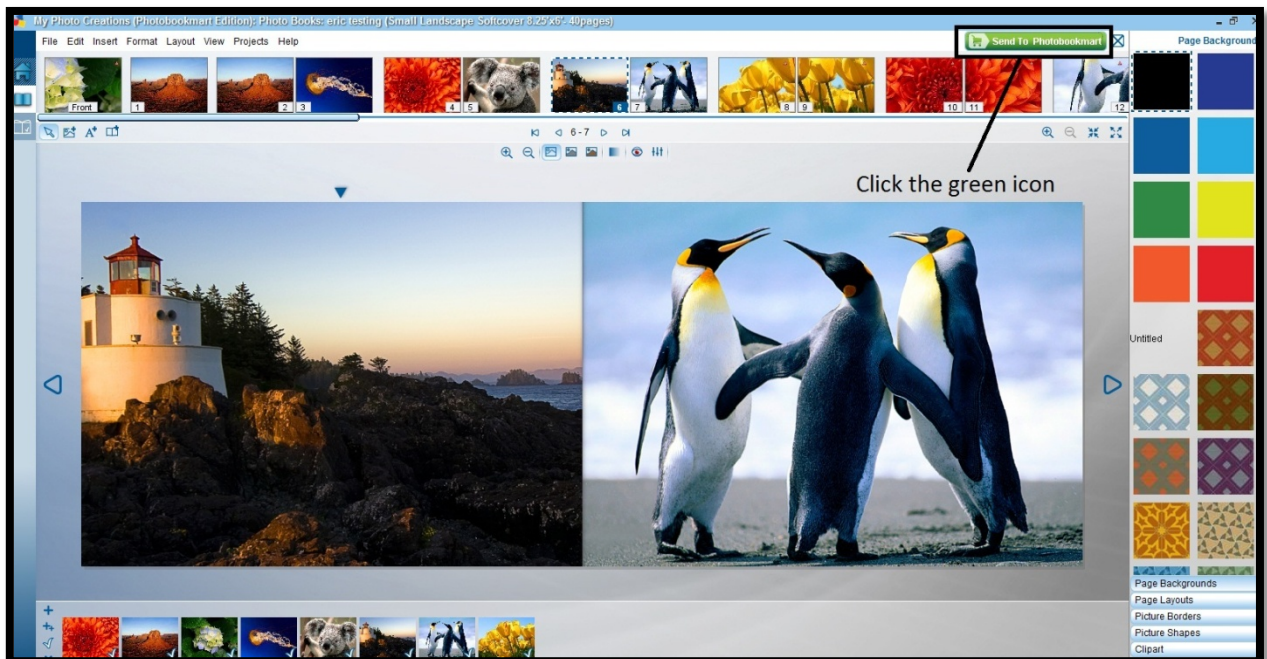 My Photo Creations (Photobookmart Edition): Photo Books: eric testing (Small Landscape Softcover 8.25'x6'- 40pages)
File Edit Insert Format Layout View Projects Help
Send To Photobookmart
Page Background
Front 1 2 3 4 5 6 7 8 9 10 11 12
6-7
Click the green icon
Untitled
Page Backgrounds
Page Layouts
Picture Borders
Picture Shapes
Clipart